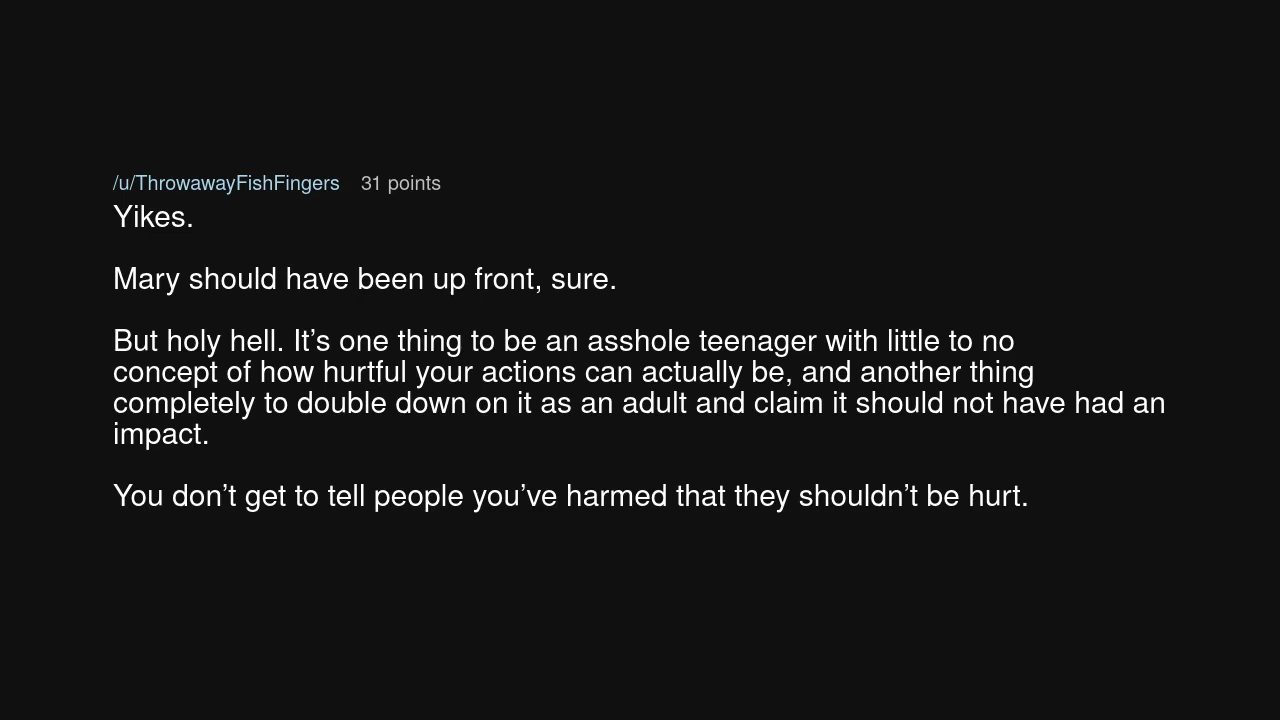 /u/ThrowawayFishFingers 31 points
Yikes.
Mary should have been up front, sure.
But holy hell. It’s one thing to be an asshole teenager with little to no
concept of how hurtful your actions can actually be, and another thing
completely to double down on it as an adult and claim it should not have had an
impact.
You don’t get to tell people you’ve harmed that they shouldn’t be hurt.